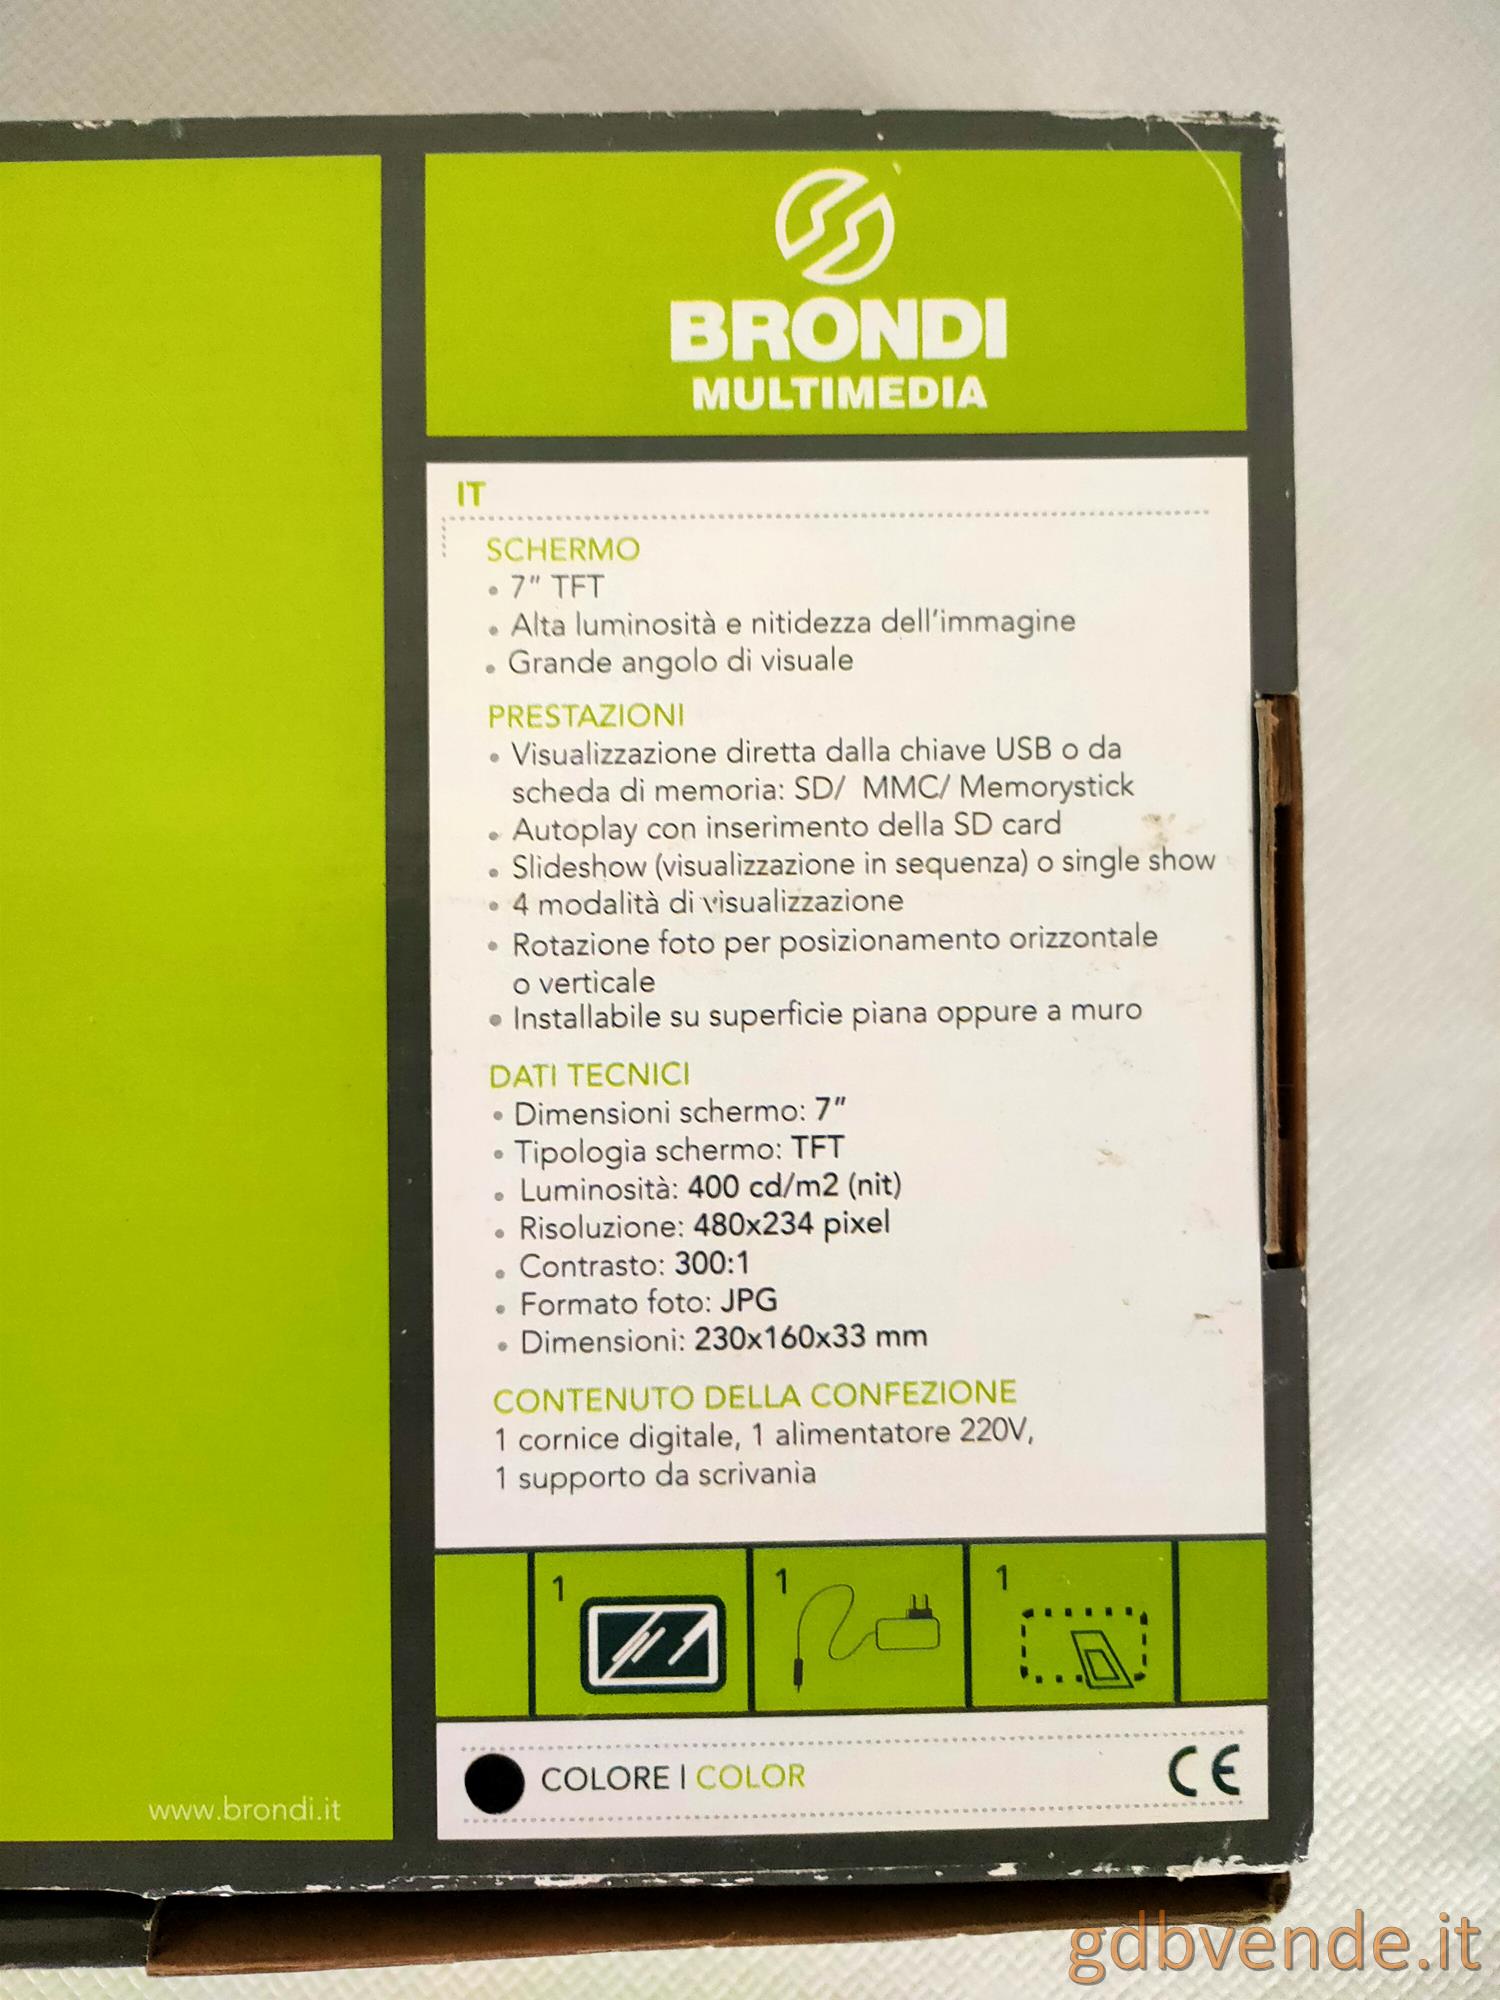 BRONDI
MULTIMEDIA
IT
SCHERMO
• 7" TFT
• Alta luminosità e nitidezza dell'immagine
• Grande angolo di visuale
PRESTAZIONI
• Visualizzazione diretta dalla chiave USB o da
scheda di memoria: SD/ MMC/ Memorystick
• Autoplay con inserimento della SD card
• Slideshow (visualizzazione in sequenza) o single show
• 4 modalità di visualizzazione
• Rotazione foto per posizionamento orizzontale
o verticale
• Installabile su superficie piana oppure a muro
DATI TECNICI
• Dimensioni schermo: 7"
• Tipologia schermo: TFT
• Luminosità: 400 cd/m2 (nit)
• Risoluzione: 480x234 pixel
• Contrasto: 300:1
• Formato foto: JPG
• Dimensioni: 230x160x33 mm
CONTENUTO DELLA CONFEZIONE
1 cornice digitale, 1 alimentatore 220V,
1 supporto da scrivania
1 1 1
COLORE | COLOR CE
www.brondi.it
gdbvende.it